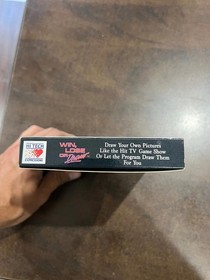 HI TECH
EXPRESSIONS
WIN,
LOSE
OR Draw
Draw Your Own Pictures
Like the Hit TV Game Show
Or Let the Program Draw Them
For You